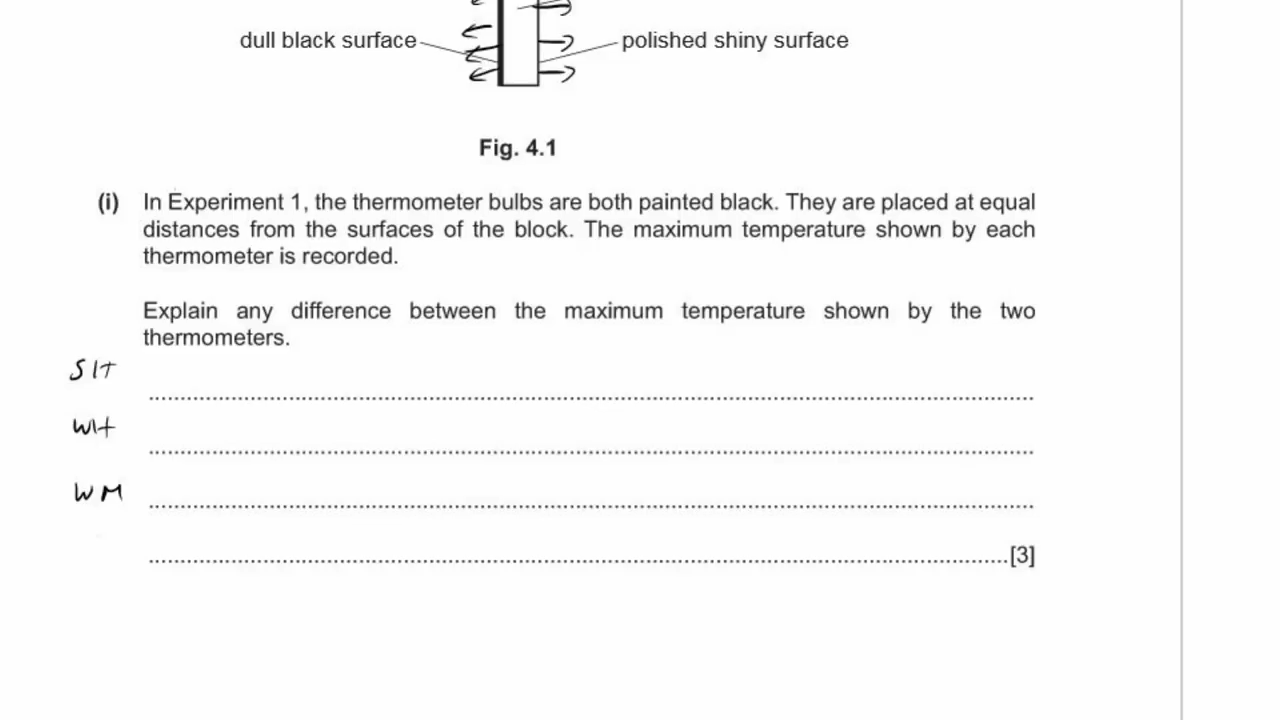 dull black surface polished shiny surface
Fig. 4.1
(i) In Experiment 1, the thermometer bulbs are both painted black. They are placed at equal
distances from the surfaces of the block. The maximum temperature shown by each
thermometer is recorded.
Explain any difference between the maximum temperature shown by the two
thermometers.
SIT
WIT
WM
[3]